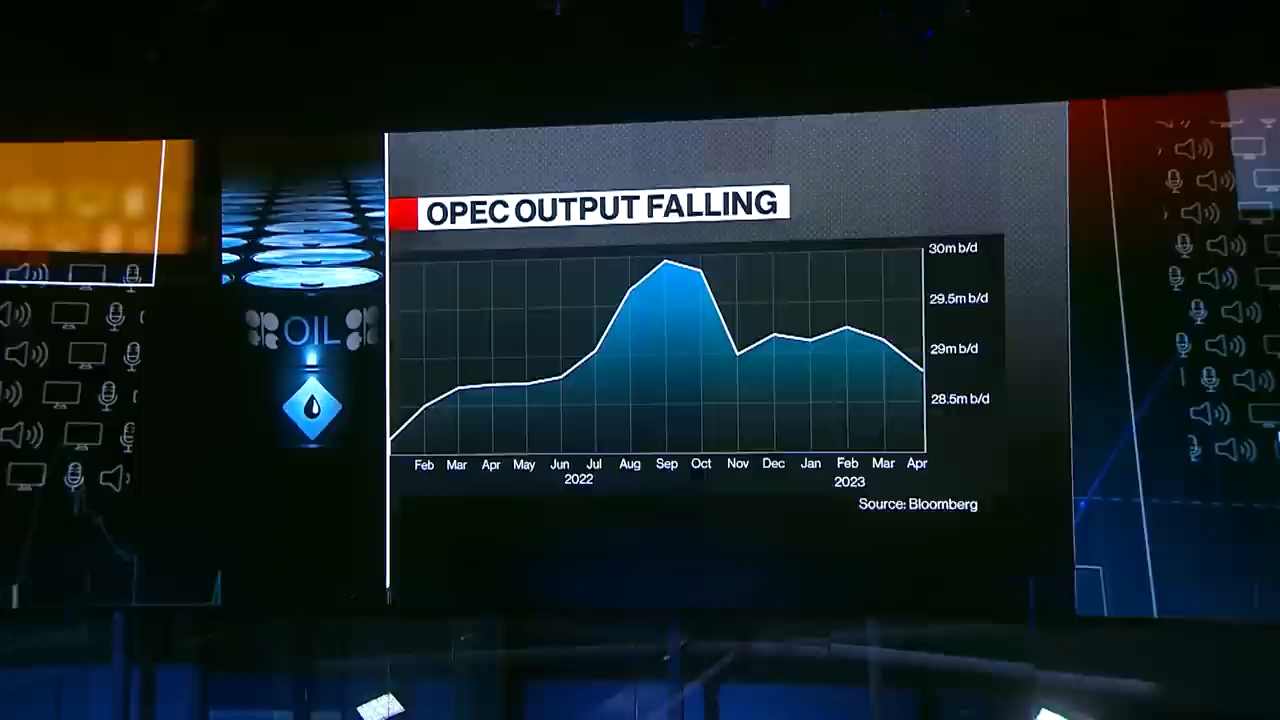 OPEC OUTPUT FALLING
OIL
30m b/d
29.5m b/d
29m b/d
28.5m b/d
Feb Mar Apr May Jun Jul Aug Sep Oct Nov Dec Jan Feb Mar Apr
2022 2023
Source: Bloomberg